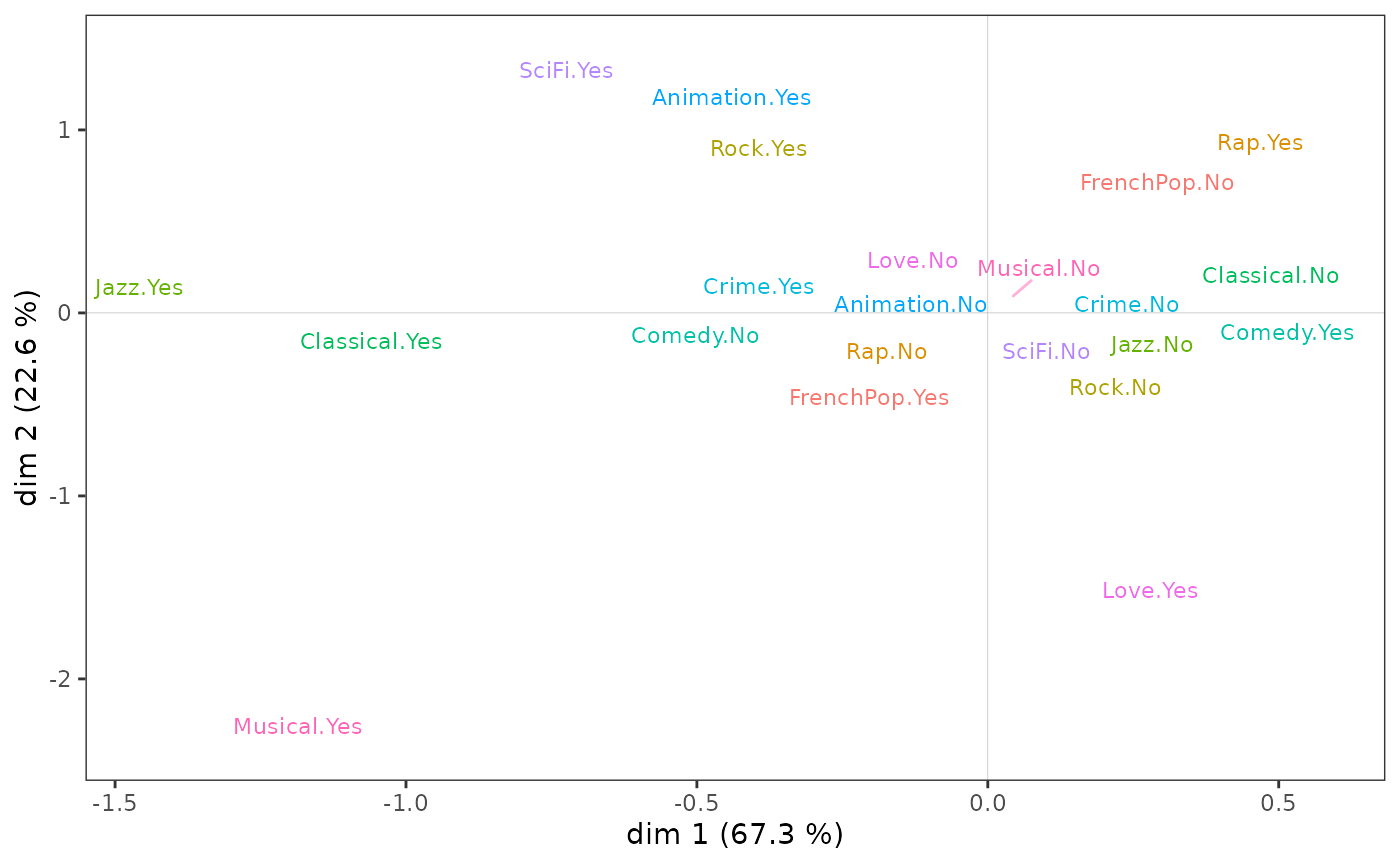 SciFi.Yes
Animation.Yes
Rock.Yes
1
Rap.Yes
FrenchPop.No
Love.No
Musical.No
Classical.No
Jazz.Yes
Crime.Yes
Animation.No
Crime.No
0
Classical.Yes
Comedy.No
Comedy.Yes
Rap.No
SciFi.No
Jazz.No
FrenchPop.Yes
Rock.No
dim 2 (22.6 %)
-1
Love.Yes
-2
Musical.Yes
-1.5 -1.0 -0.5 0.0 0.5
dim 1 (67.3 %)